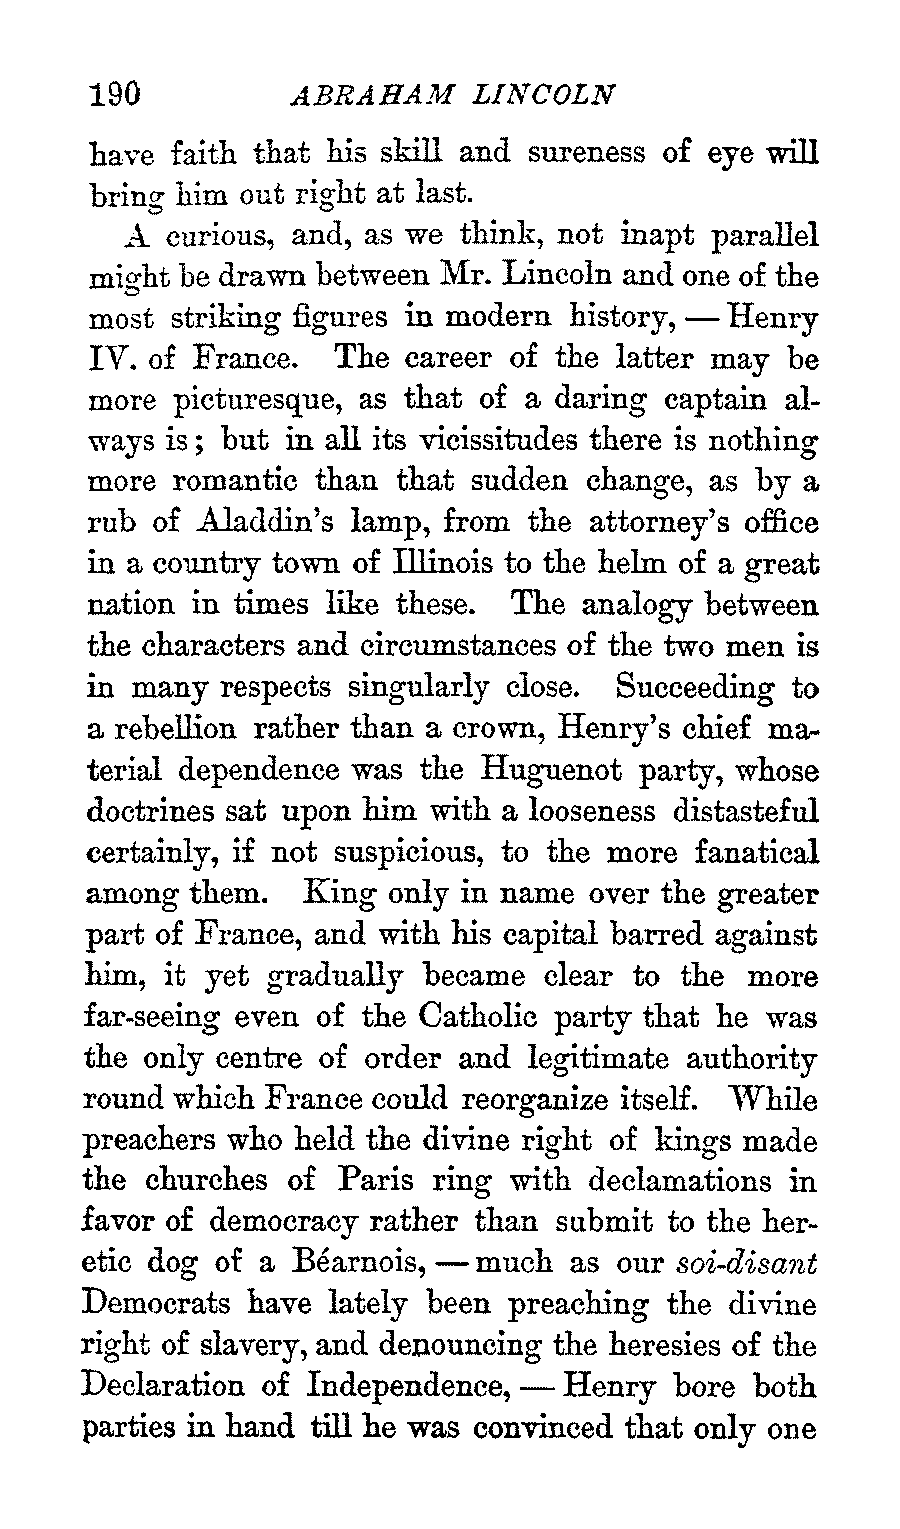 190 ABRAHAM LINCOLN
have faith that his skill and sureness of eye will
bring him out right at last.
A curious, and, as we think, not inapt parallel
might be drawn between Mr. Lincoln and one of the
most striking figures in modern history, — Henry
IV. of France. The career of the latter may be
more picturesque, as that of a daring captain al-
ways is; but in all its vicissitudes there is nothing
more romantic than that sudden change, as by a
rub of Aladdin's lamp, from the attorney's office
in a country town of Illinois to the helm of a great
nation in times like these. The analogy between
the characters and circumstances of the two men is
in many respects singularly close. Succeeding to
a rebellion rather than a crown, Henry's chief ma-
terial dependence was the Huguenot party, whose
doctrines sat upon him with a looseness distasteful
certainly, if not suspicious, to the more fanatical
among them. King only in name over the greater
part of France, and with his capital barred against
him, it yet gradually became clear to the more
far-seeing even of the Catholic party that he was
the only centre of order and legitimate authority
round which France could reorganize itself. While
preachers who held the divine right of kings made
the churches of Paris ring with declamations in
favor of democracy rather than submit to the her-
etic dog of a Béarnois, — much as our soi-disant
Democrats have lately been preaching the divine
right of slavery, and denouncing the heresies of the
Declaration of Independence, — Henry bore both
parties in hand till he was convinced that only one